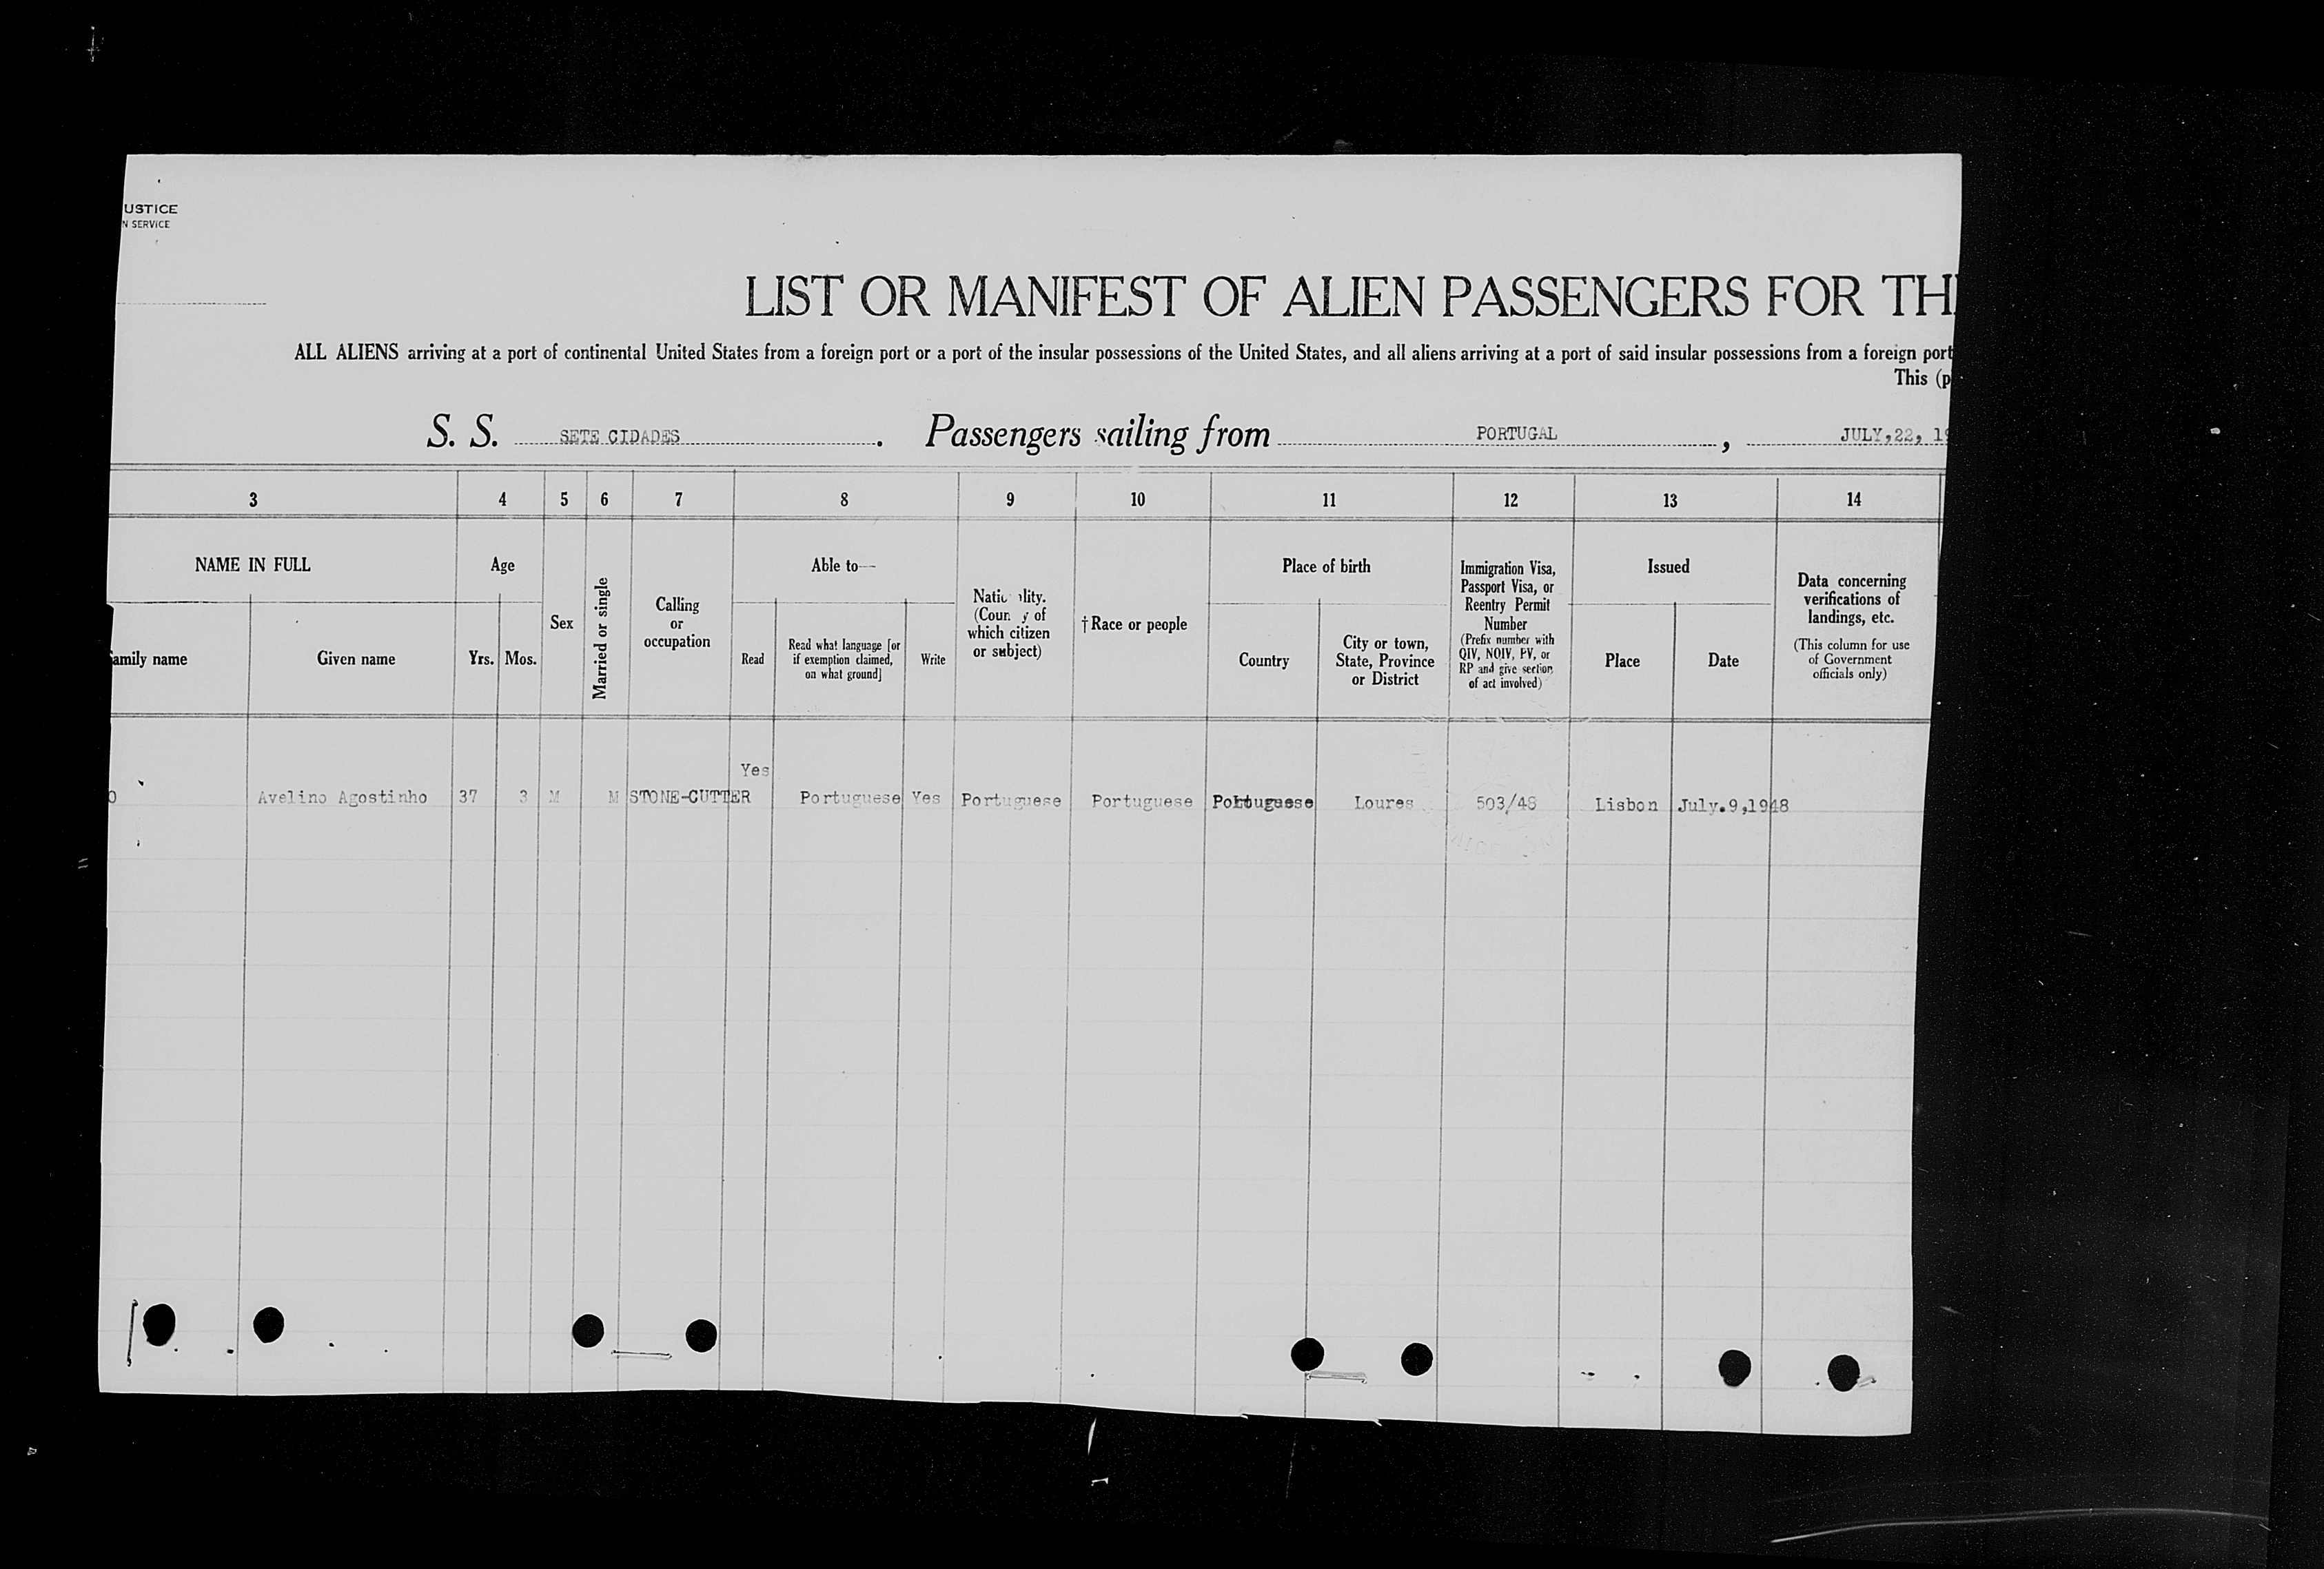 USTICE
N SERVICE
LIST OR MANIFEST OF ALIEN PASSENGERS FOR TH
ALL ALIENS arriving at a port of continental United States from a foreign port or a port of the insular possessions of the United States, and all aliens arriving at a port of said insular possessions from a foreign port
This (p
S. S. SETE CIDADES. Passengers sailing from PORTUGAL, JULY,22, 19
3 4 5 6 7 8 9 10 11 12 13 14
NAME IN FULL
amily name
Given name
Age
Yrs. Mos.
Sex
Married or single
Calling
or
occupation
Able to—
Read
Read what language [or
if exemption claimed,
on what ground]
Write
Natio ality.
(Coun y of
which citizen
or subject)
†Race or people
Place of birth
Country
City or town,
State, Province
or District
Immigration Visa,
Passport Visa, or
Reentry Permit
Number
(Prefix number with
QIV, NQIV, PV, or
RP and give section
of act involved)
Issued
Place
Date
Data concerning
verifications of
landings, etc.
(This column for use
of Government
officials only)
Yes
O Avelino Agostinho 37 3 M M STONE-CUTTER Portuguese Yes Portuguese Portuguese Portuguese Loures 503/48 Lisbon July.9,1948